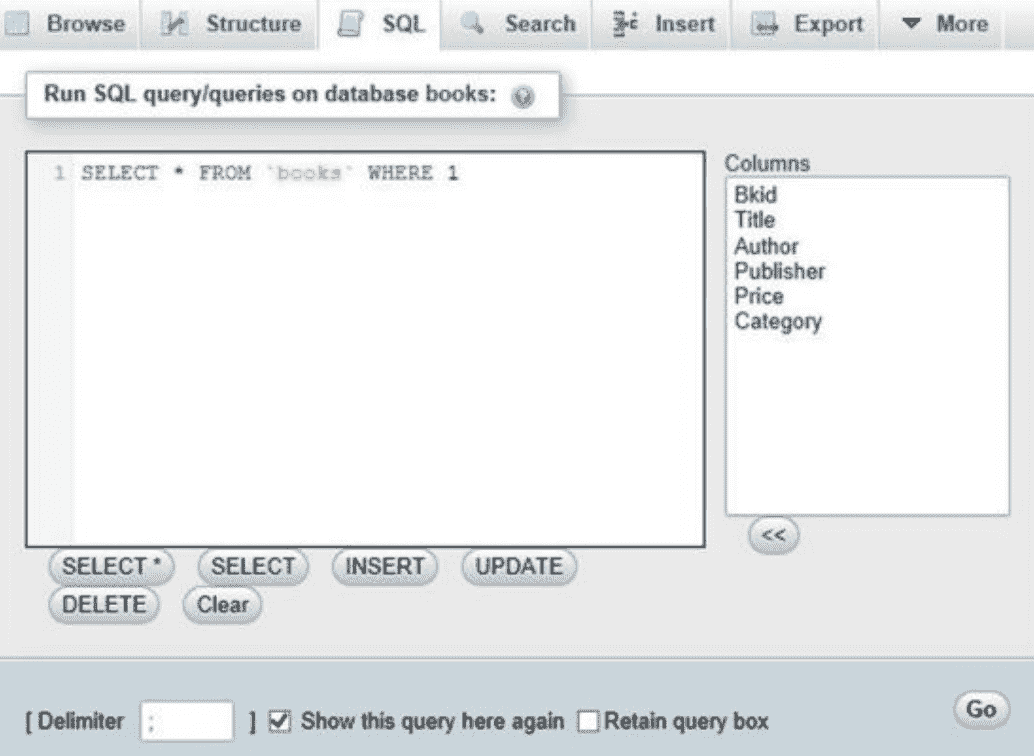 Browse Structure SQL Search Insert Export More
Run SQL query/queries on database books:
1 SELECT * FROM `books` WHERE 1
Columns
Bkid
Title
Author
Publisher
Price
Category
<<
SELECT * SELECT INSERT UPDATE
DELETE Clear
[ Delimiter ; ] Show this query here again Retain query box Go